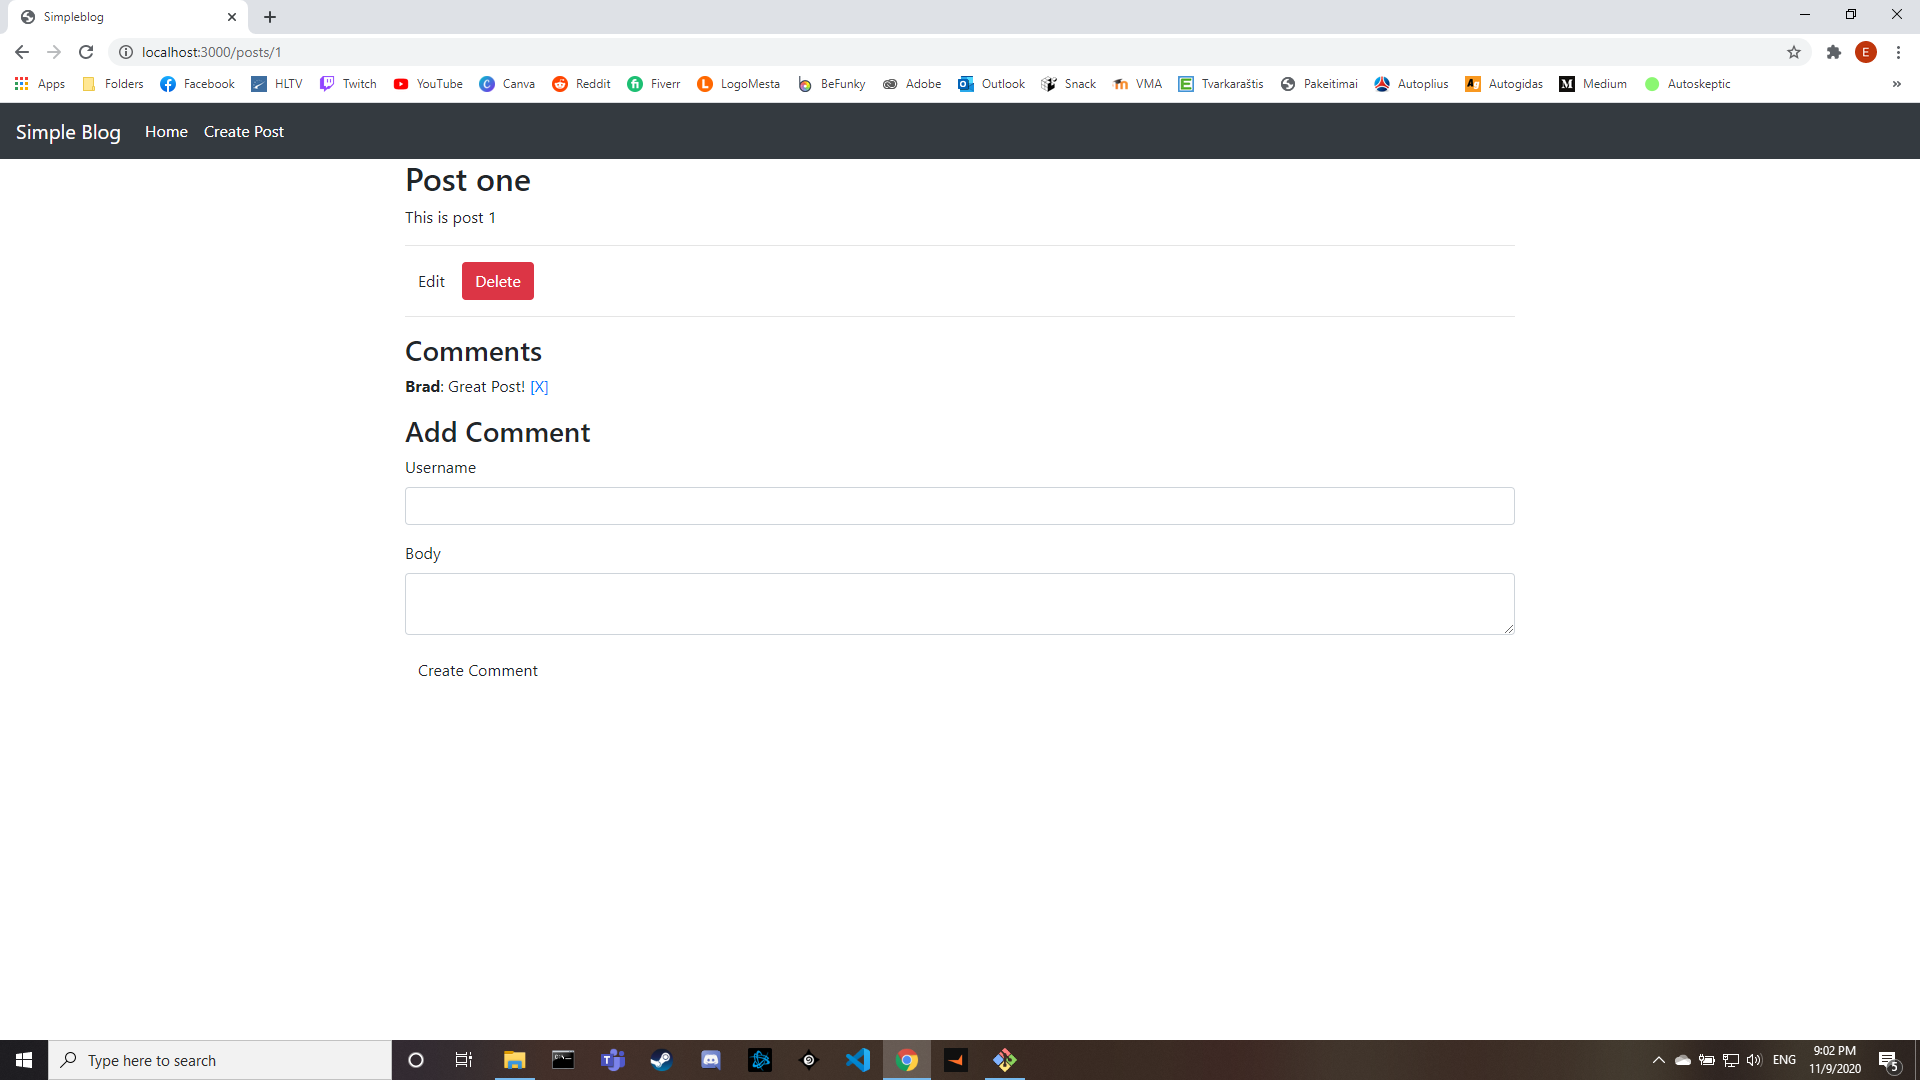 Simpleblog
localhost:3000/posts/1
E
Apps Folders Facebook HLTV Twitch YouTube Canva Reddit Fiverr LogoMesta BeFunky Adobe Outlook Snack VMA Tvarkaraštis Pakeitimai Autoplius Autogidas Medium Autoskeptic »
Simple Blog Home Create Post
Post one
This is post 1
Edit Delete
Comments
Brad: Great Post! [X]
Add Comment
Username
Body
Create Comment
Type here to search
ENG
9:02 PM
11/9/2020
5